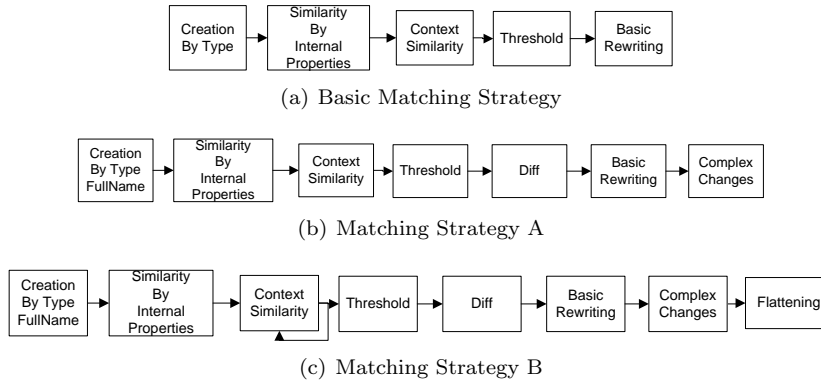 Creation
By Type
Similarity
By
Internal
Properties
Context
Similarity
Threshold
Basic
Rewriting
(a) Basic Matching Strategy
Creation
By Type
FullName
Similarity
By
Internal
Properties
Context
Similarity
Threshold
Diff
Basic
Rewriting
Complex
Changes
(b) Matching Strategy A
Creation
By Type
FullName
Similarity
By
Internal
Properties
Context
Similarity
Threshold
Diff
Basic
Rewriting
Complex
Changes
Flattening
(c) Matching Strategy B